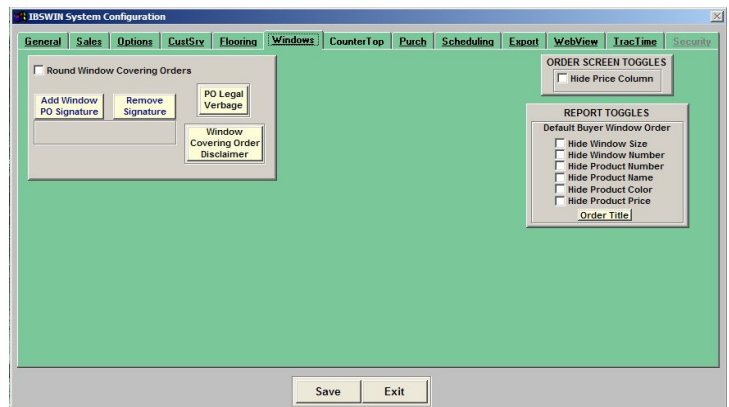 IBSWIN System Configuration
General Sales Options CustSrv Flooring Windows CounterTop Purch Scheduling Export WebView TracTime Security
Round Window Covering Orders
Add Window
PO Signature
Remove
Signature
PO Legal
Verbage
Window
Covering Order
Disclaimer
ORDER SCREEN TOGGLES
Hide Price Column
REPORT TOGGLES
Default Buyer Window Order
Hide Window Size
Hide Window Number
Hide Product Number
Hide Product Name
Hide Product Color
Hide Product Price
Order Title
Save Exit